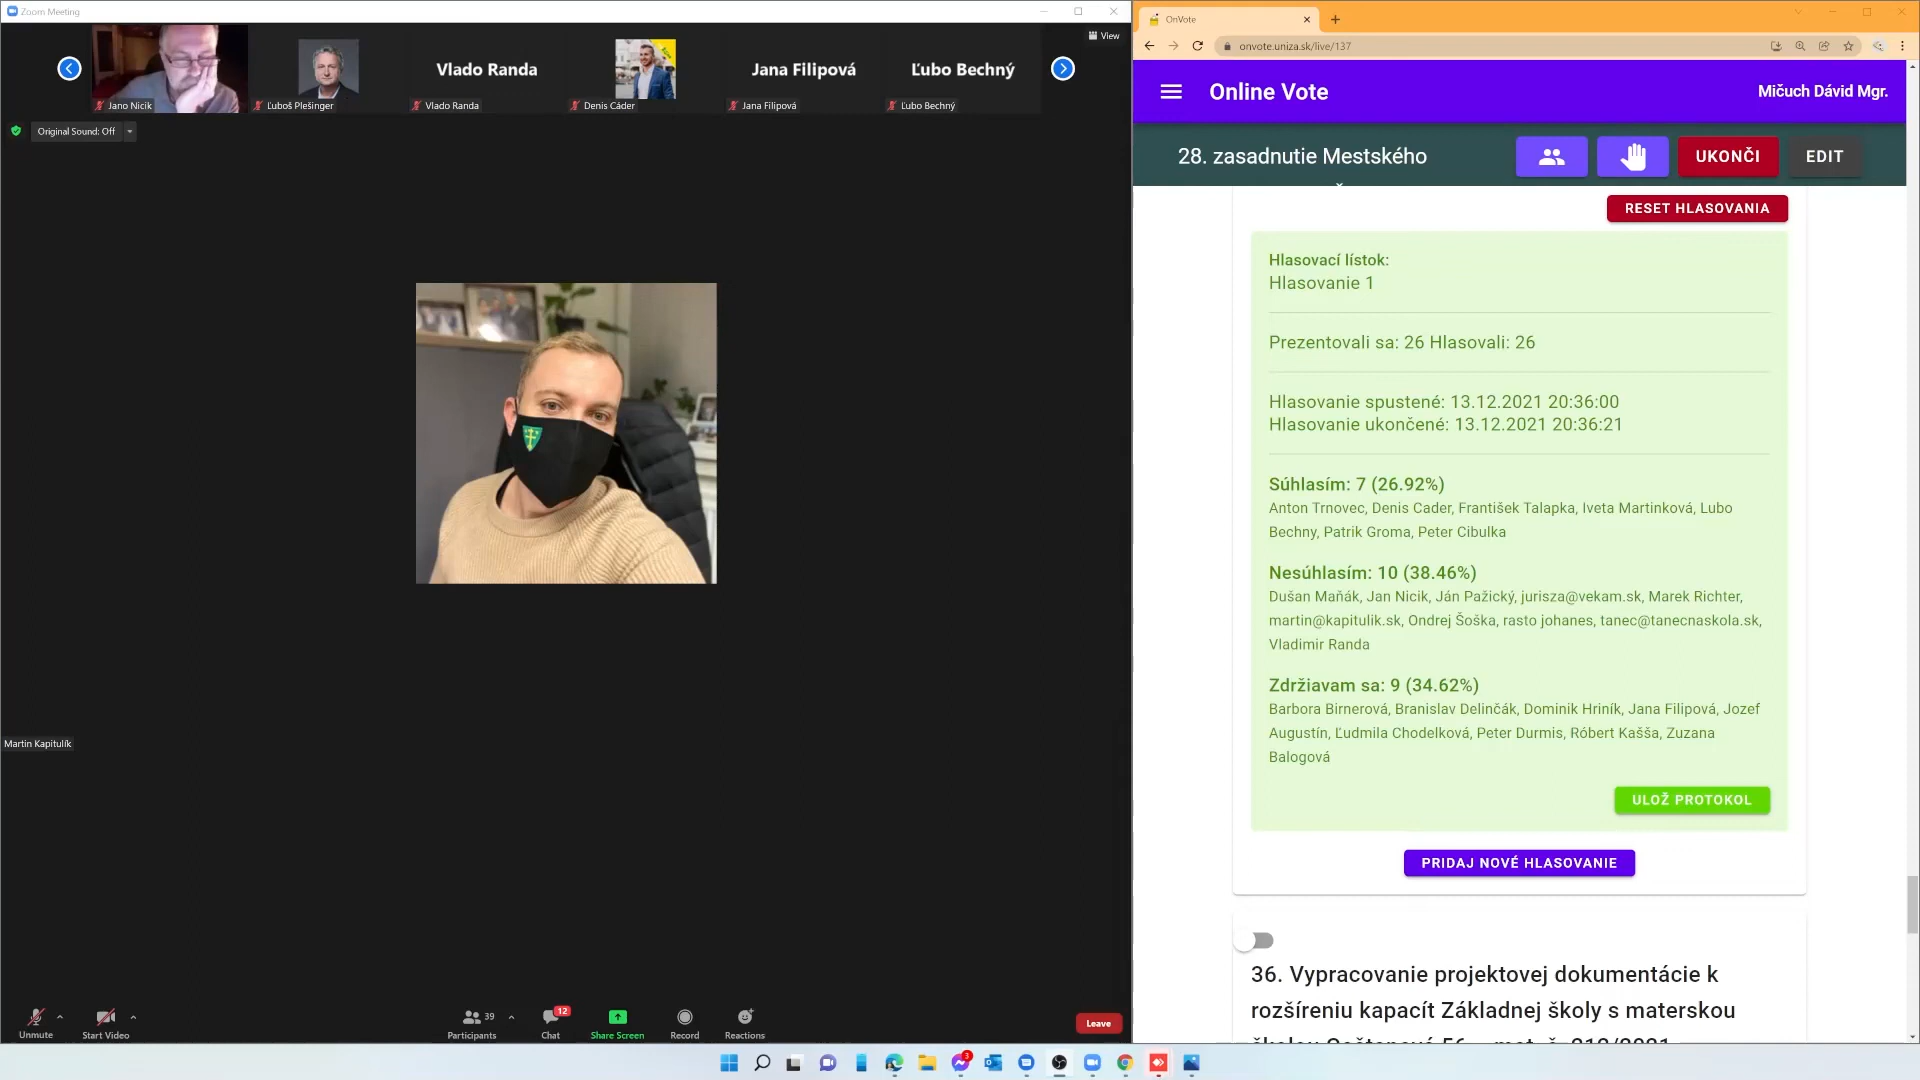 Zoom Meeting
View
Vlado Randa
Jana Filipová
Ľubo Bechný
Jano Nicik
Ľuboš Plešinger
Vlado Randa
Denis Cáder
Jana Filipová
Ľubo Bechný
Original Sound: Off
Martin Kapitulík
Unmute
Start Video
39
Participants
12
Chat
Share Screen
Record
Reactions
Leave
OnVote
onvote.uniza.sk/live/137
Online Vote
Mičuch Dávid Mgr.
28. zasadnutie Mestského
UKONČI
EDIT
RESET HLASOVANIA
Hlasovací lístok:
Hlasovanie 1
Prezentovali sa: 26 Hlasovali: 26
Hlasovanie spustené: 13.12.2021 20:36:00
Hlasovanie ukončené: 13.12.2021 20:36:21
Súhlasím: 7 (26.92%)
Anton Trnovec, Denis Cader, František Talapka, Iveta Martinková, Lubo
Bechny, Patrik Groma, Peter Cibulka
Nesúhlasím: 10 (38.46%)
Dušan Maňák, Jan Nicik, Ján Pažický, jurisza@vekam.sk, Marek Richter,
martin@kapitulik.sk, Ondrej Šoška, rasto johanes, tanec@tanecnaskola.sk,
Vladimir Randa
Zdržiavam sa: 9 (34.62%)
Barbora Birnerová, Branislav Delinčák, Dominik Hriník, Jana Filipová, Jozef
Augustín, Ľudmila Chodelková, Peter Durmis, Róbert Kašša, Zuzana
Balogová
ULOŽ PROTOKOL
PRIDAJ NOVÉ HLASOVANIE
36. Vypracovanie projektovej dokumentácie k
rozšíreniu kapacít Základnej školy s materskou
3